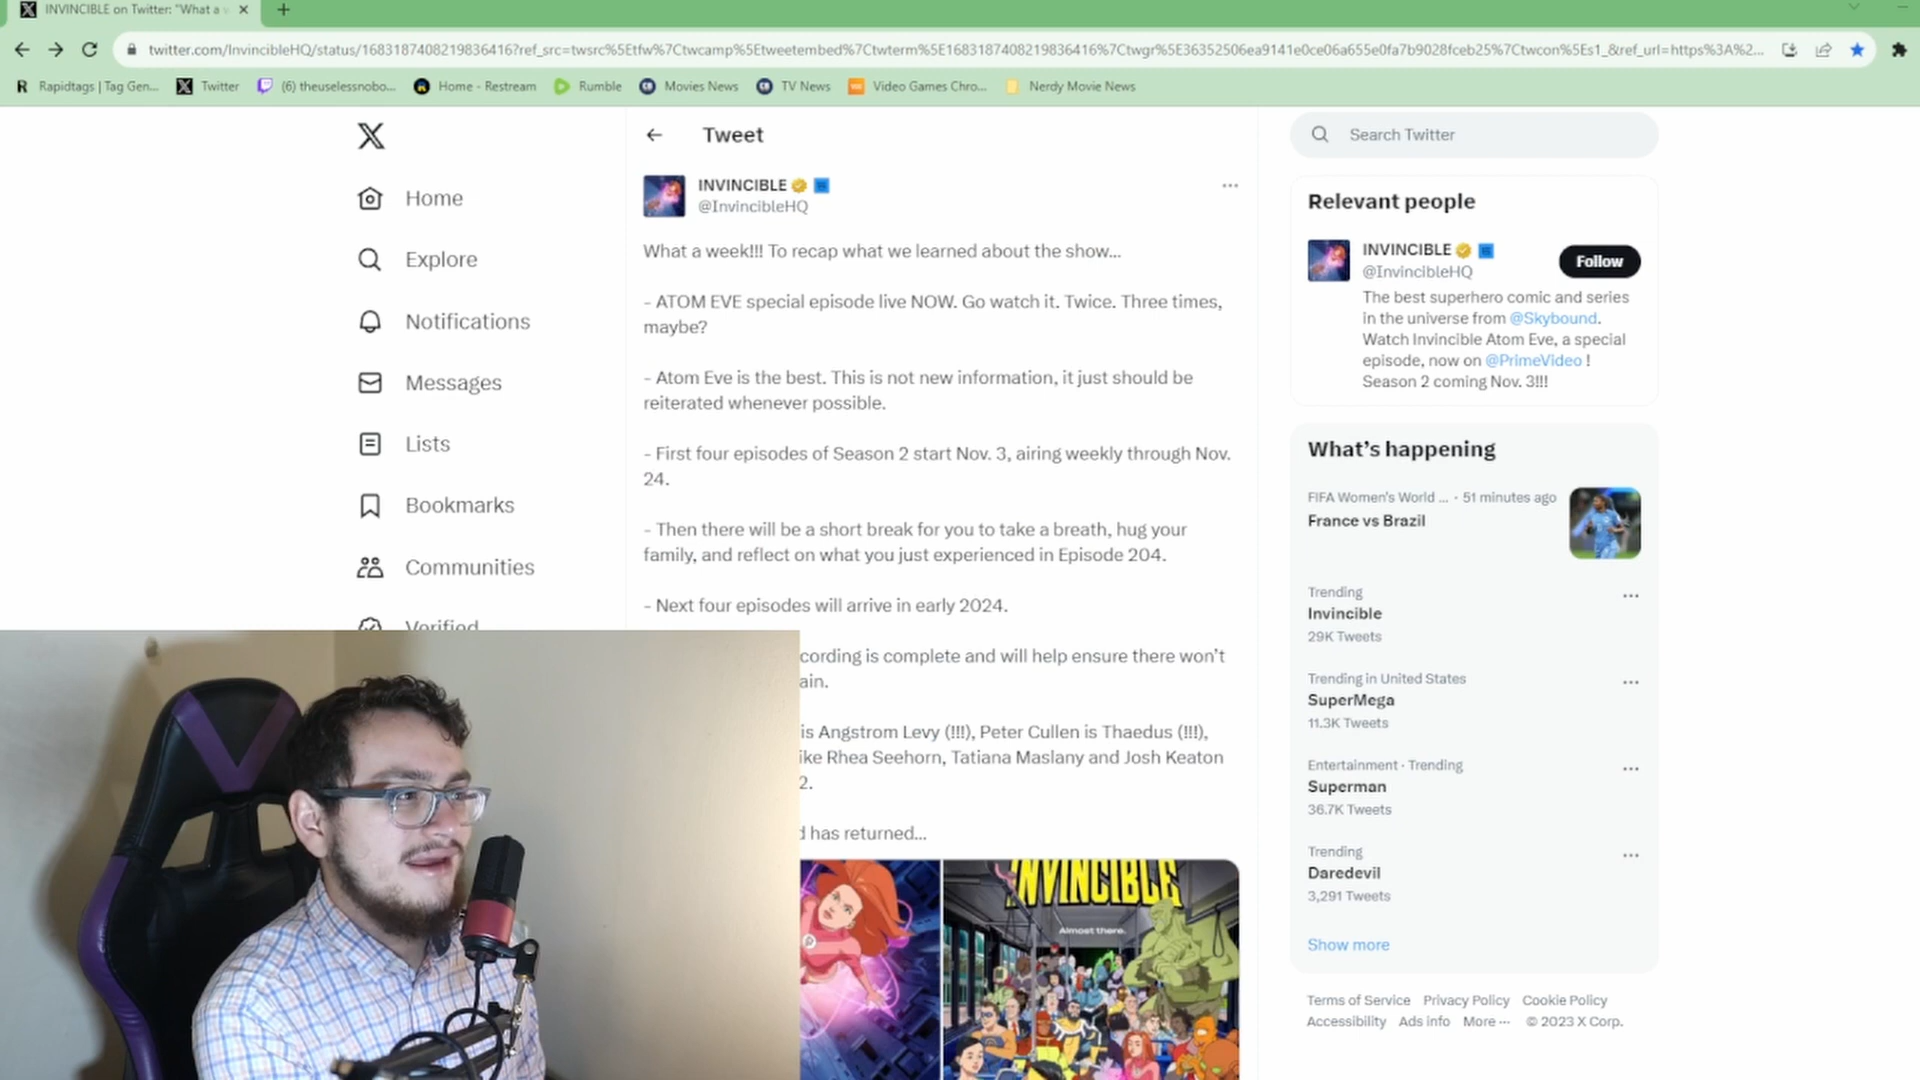 INVINCIBLE on Twitter: "What a
twitter.com/InvincibleHQ/status/1683187408219836416?ref_src=twsrc%5Etfw%7Ctwcamp%5Etweetembed%7Ctwterm%5E1683187408219836416%7Ctwgr%5E36352506ea9141e0ce06a655e0fa7b9028fceb25%7Ctwcon%5Es1_&ref_url=https%3A%2...
Rapidtags | Tag Gen...
Twitter
(6) theuselessnobo...
Home - Restream
Rumble
Movies News
TV News
Video Games Chro...
Nerdy Movie News
Home
Explore
Notifications
Messages
Lists
Bookmarks
Communities
Verified
Tweet
INVINCIBLE
@InvincibleHQ
What a week!!! To recap what we learned about the show...
- ATOM EVE special episode live NOW. Go watch it. Twice. Three times,
maybe?
- Atom Eve is the best. This is not new information, it just should be
reiterated whenever possible.
- First four episodes of Season 2 start Nov. 3, airing weekly through Nov.
24.
- Then there will be a short break for you to take a breath, hug your
family, and reflect on what you just experienced in Episode 204.
- Next four episodes will arrive in early 2024.
cording is complete and will help ensure there won't
ain.
is Angstrom Levy (!!!), Peter Cullen is Thaedus (!!!),
ike Rhea Seehorn, Tatiana Maslany and Josh Keaton
2.
d has returned...
INVINCIBLE
Almost there.
Search Twitter
Relevant people
INVINCIBLE
@InvincibleHQ
Follow
The best superhero comic and series
in the universe from @Skybound.
Watch Invincible Atom Eve, a special
episode, now on @PrimeVideo !
Season 2 coming Nov. 3!!!
What's happening
FIFA Women's World ... · 51 minutes ago
France vs Brazil
Trending
Invincible
29K Tweets
Trending in United States
SuperMega
11.3K Tweets
Entertainment · Trending
Superman
36.7K Tweets
Trending
Daredevil
3,291 Tweets
Show more
Terms of Service Privacy Policy Cookie Policy
Accessibility Ads info More ··· © 2023 X Corp.